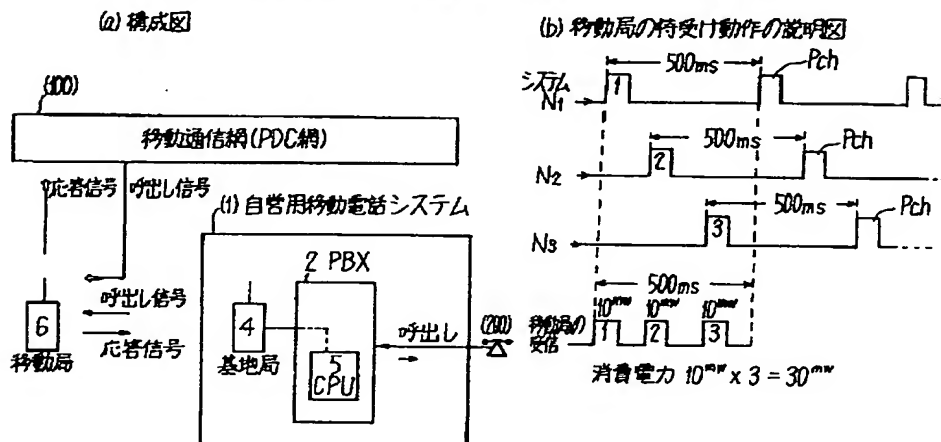 (a) 構成図
(100)
移動通信網(PDC網)
応答信号
呼出し信号
(1) 自営用移動電話システム
2 PBX
呼出し信号
6
応答信号
移動局
4
基地局
5
CPU
呼出し
(200)
(b) 移動局の待受け動作の説明図
500ms
Pch
システム
N1
1
500ms
Pch
N2
2
500ms
Pch
N3
3
500ms
10mw
10mw
10mw
移動局の
受信
1
2
3
消費電力 10mw x 3 = 30mw